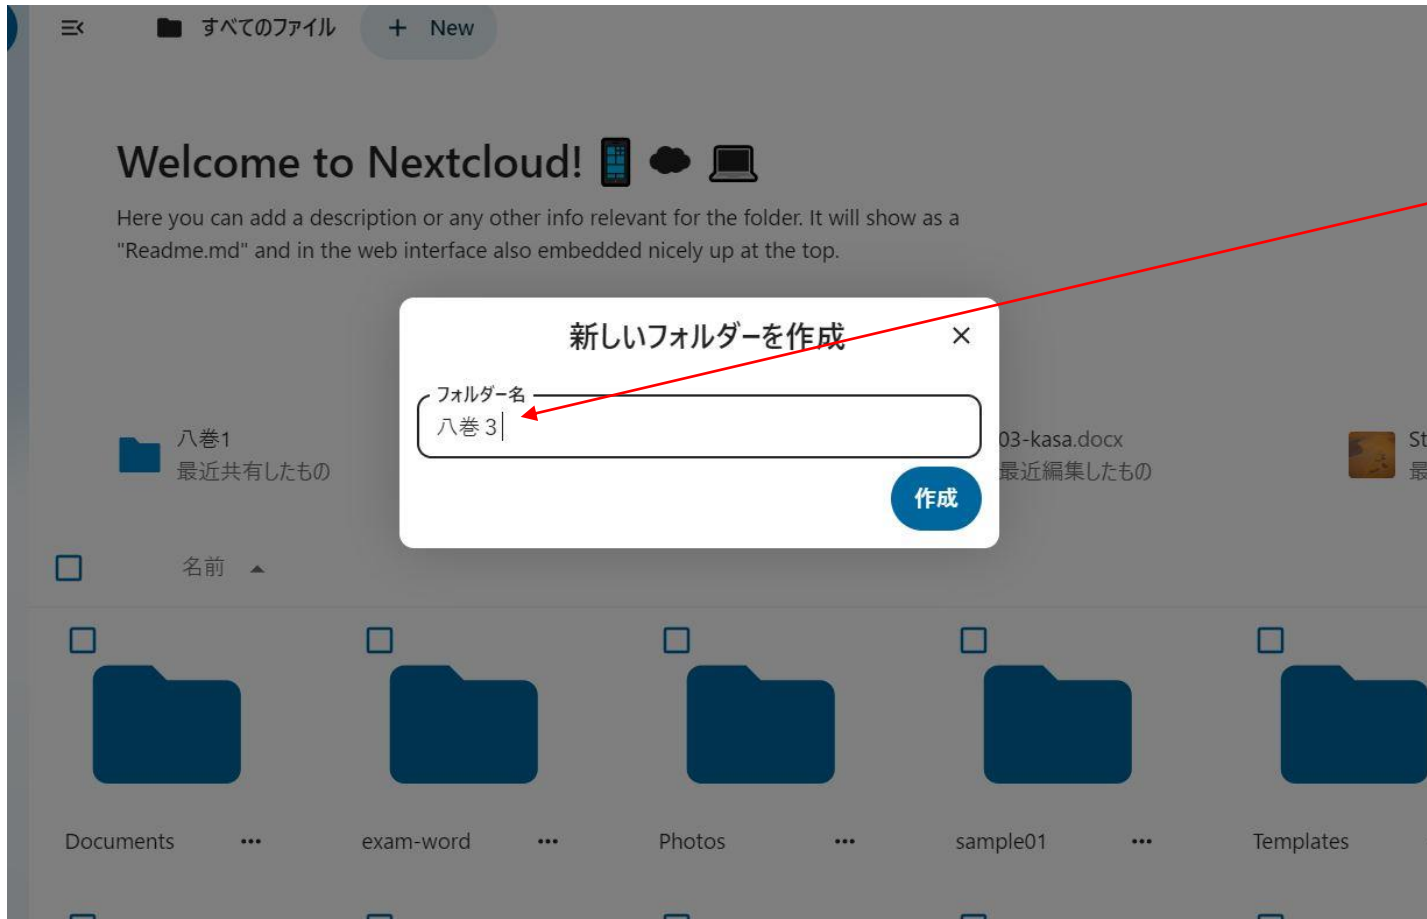 すべてのファイル
+ New
Welcome to Nextcloud!
Here you can add a description or any other info relevant for the folder. It will show as a
"Readme.md" and in the web interface also embedded nicely up at the top.
新しいフォルダーを作成
フォルダー名
八巻３
作成
八巻1
最近共有したもの
03-kasa.docx
最近編集したもの
St
最
名前
Documents
exam-word
Photos
sample01
Templates